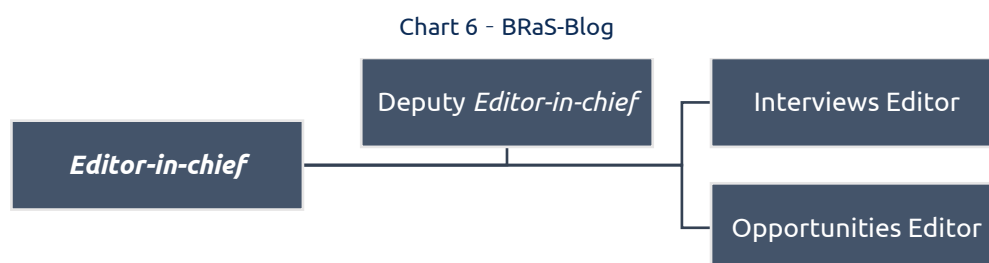 Chart 6 - BRaS-Blog
Deputy Editor-in-chief
Interviews Editor
Editor-in-chief
Opportunities Editor